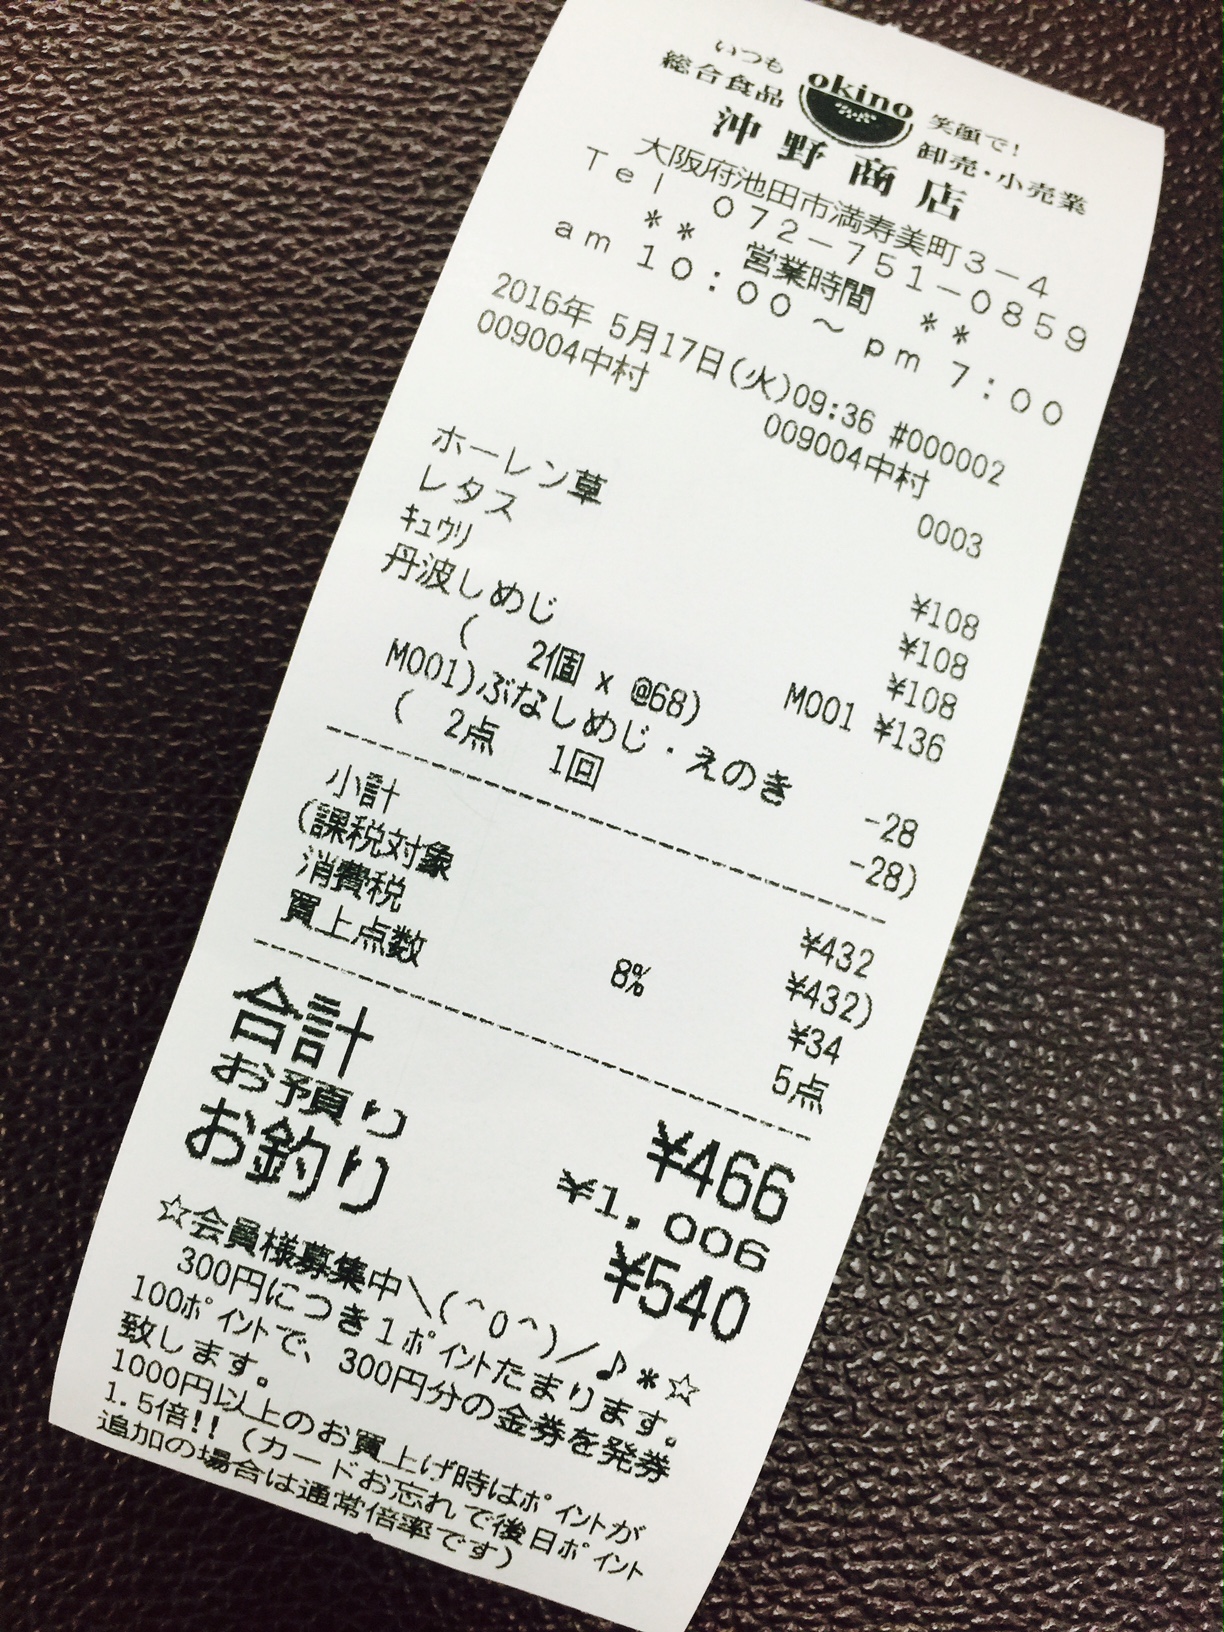 いつも okino 笑顔で!
総合食品 卸売・小売業
沖野商店
大阪府池田市満寿美町3-4
Tel 072-751-0859
** 営業時間 **
am 10:00 ~ pm 7:00
2016年 5月17日(火)09:36 #000002
009004中村 009004中村
0003
ホーレン草 ¥108
レタス ¥108
キュウリ ¥108
丹波しめじ M001 ¥136
( 2個 x @68)
M001)ぶなしめじ・えのき -28
( 2点 1回 -28)
小計 ¥432
(課税対象 ¥432)
消費税 8% ¥34
買上点数 5点
合計 ¥466
お預り ¥1,006
お釣り ¥540
☆会員様募集中\(^0^)/♪*☆
300円につき1ポイントたまります。
100ポイントで、300円分の金券を発券
致します。
1000円以上のお買上げ時はポイントが
1.5倍!!(カードお忘れで後日ポイント
追加の場合は通常倍率です)